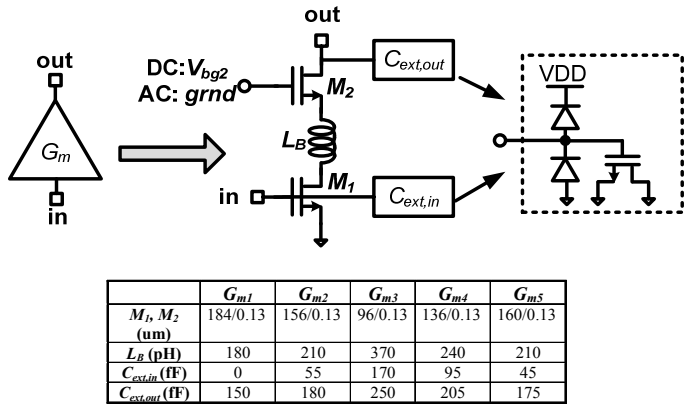 out
out
DC:Vbg2
AC: grnd
Cext,out
M2
VDD
Gm
LB
M1
in
in
Cext,in
Gm1 Gm2 Gm3 Gm4 Gm5
M1, M2 (um) 184/0.13 156/0.13 96/0.13 136/0.13 160/0.13
LB (pH) 180 210 370 240 210
Cext,in (fF) 0 55 170 95 45
Cext,out (fF) 150 180 250 205 175